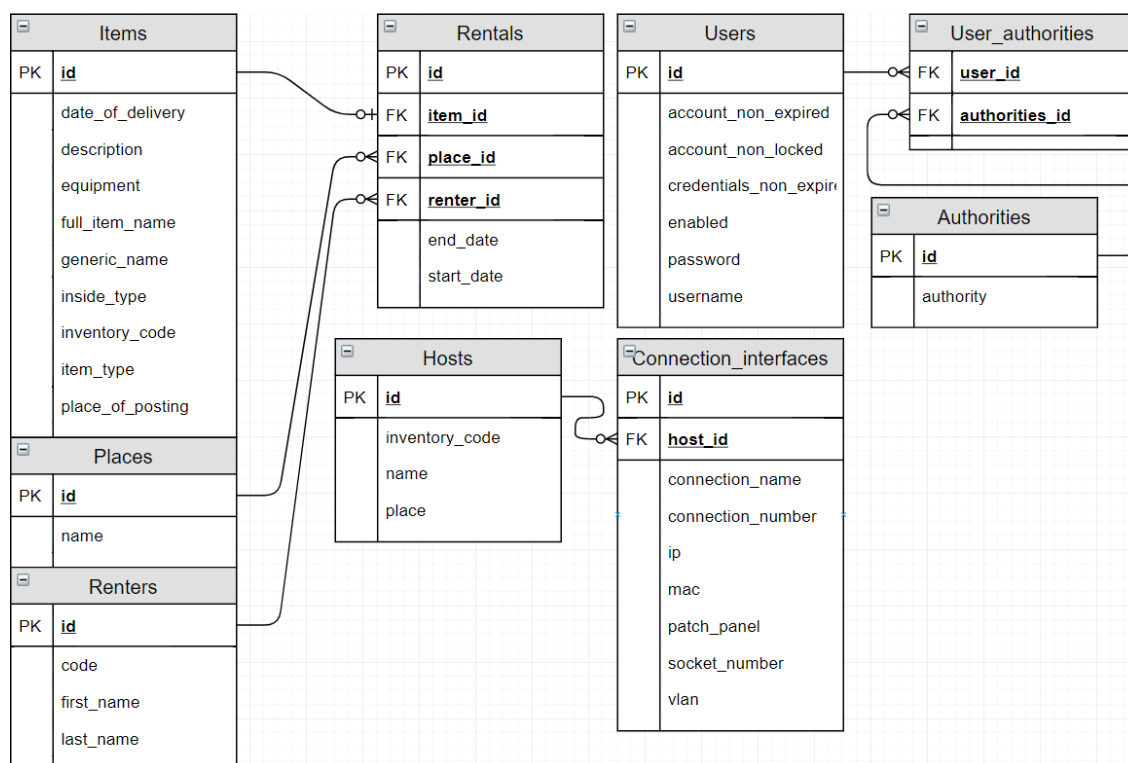 Items
PK id
date_of_delivery
description
equipment
full_item_name
generic_name
inside_type
inventory_code
item_type
place_of_posting
Places
PK id
name
Renters
PK id
code
first_name
last_name
Rentals
PK id
FK item_id
FK place_id
FK renter_id
end_date
start_date
Hosts
PK id
inventory_code
name
place
Users
PK id
account_non_expired
account_non_locked
credentials_non_expire
enabled
password
username
Connection_interfaces
PK id
FK host_id
connection_name
connection_number
ip
mac
patch_panel
socket_number
vlan
User_authorities
FK user_id
FK authorities_id
Authorities
PK id
authority